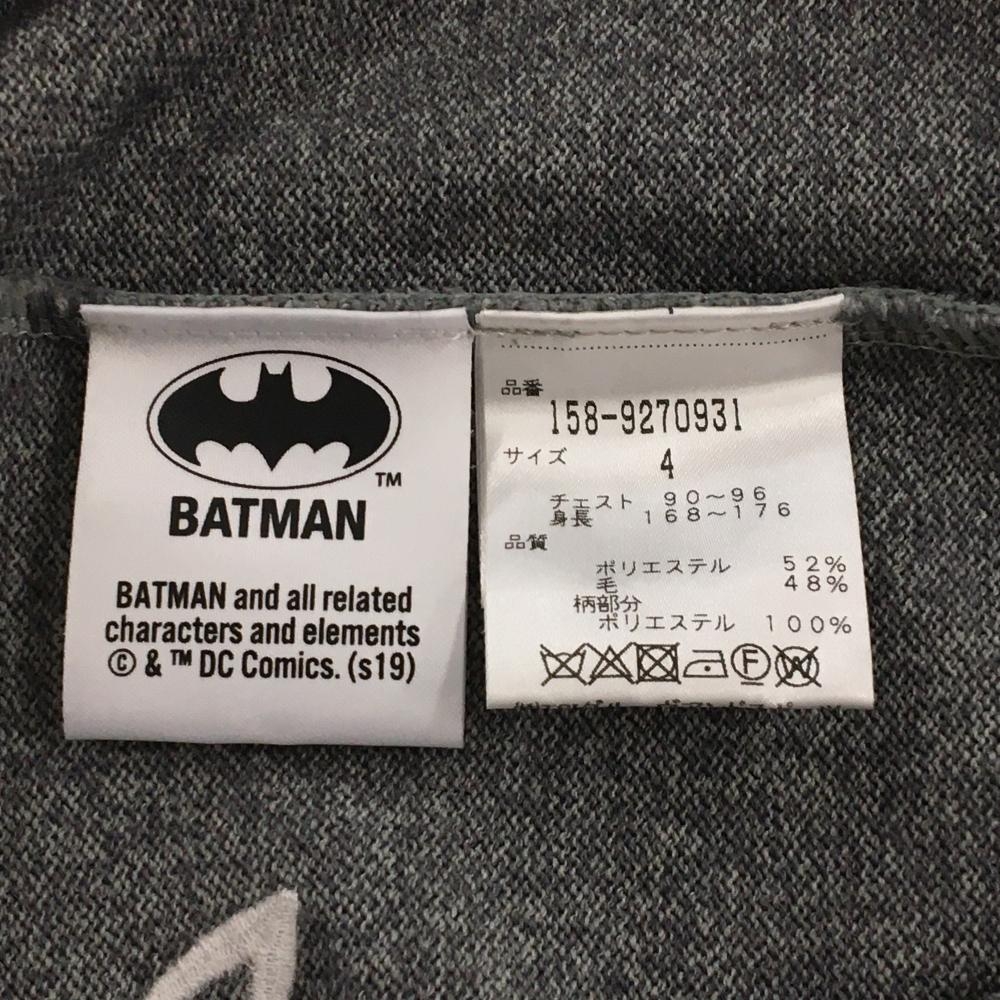 TM
BATMAN
BATMAN and all related
characters and elements
© & ™ DC Comics. (s19)
品番
158-9270931
サイズ 4
チェスト 90～96
身長 168～176
品質
ポリエステル 52%
毛 48%
柄部分
ポリエステル 100%
F W